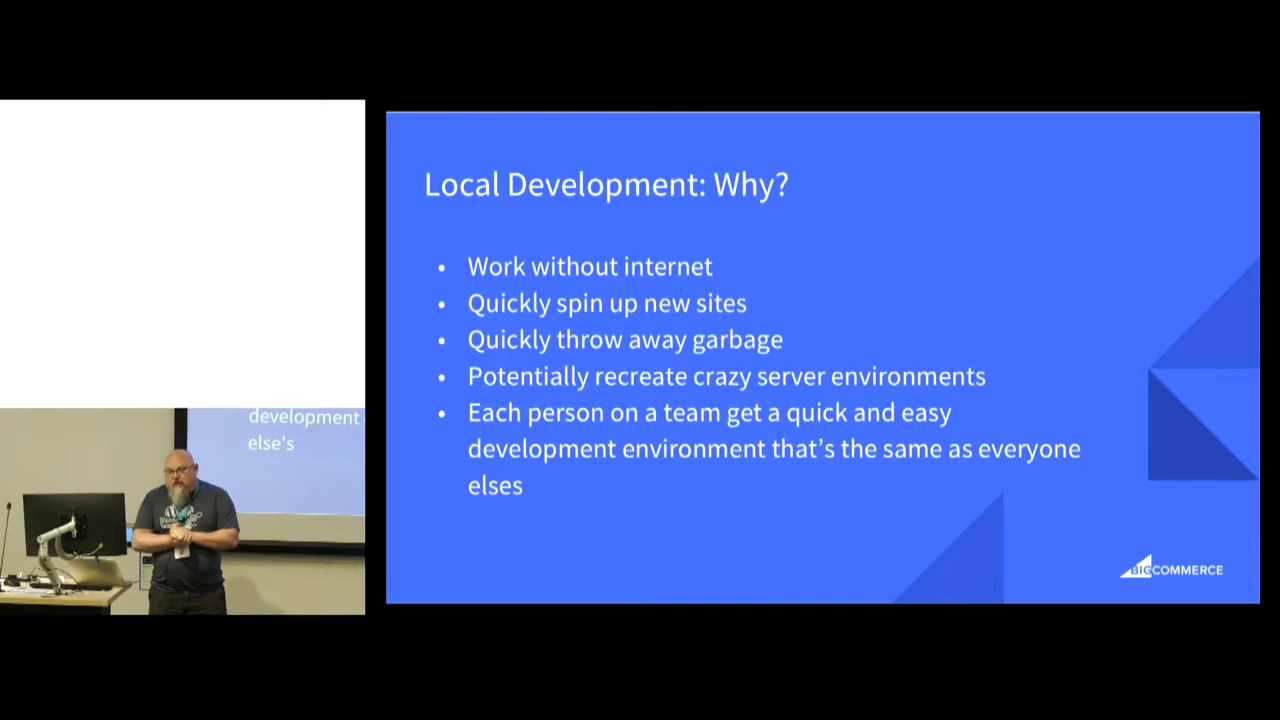 Local Development: Why?
• Work without internet
• Quickly spin up new sites
• Quickly throw away garbage
• Potentially recreate crazy server environments
• Each person on a team get a quick and easy
development environment that's the same as everyone
elses
BIGCOMMERCE
development
else's